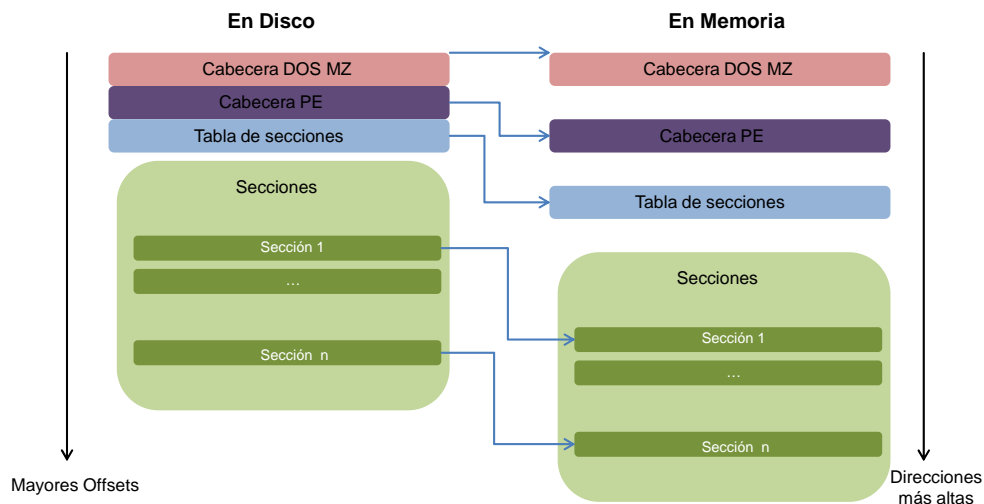 En Disco
Cabecera DOS MZ
Cabecera PE
Tabla de secciones
Secciones
Sección 1
...
Sección n
Mayores Offsets
En Memoria
Cabecera DOS MZ
Cabecera PE
Tabla de secciones
Secciones
Sección 1
...
Sección n
Direcciones
más altas